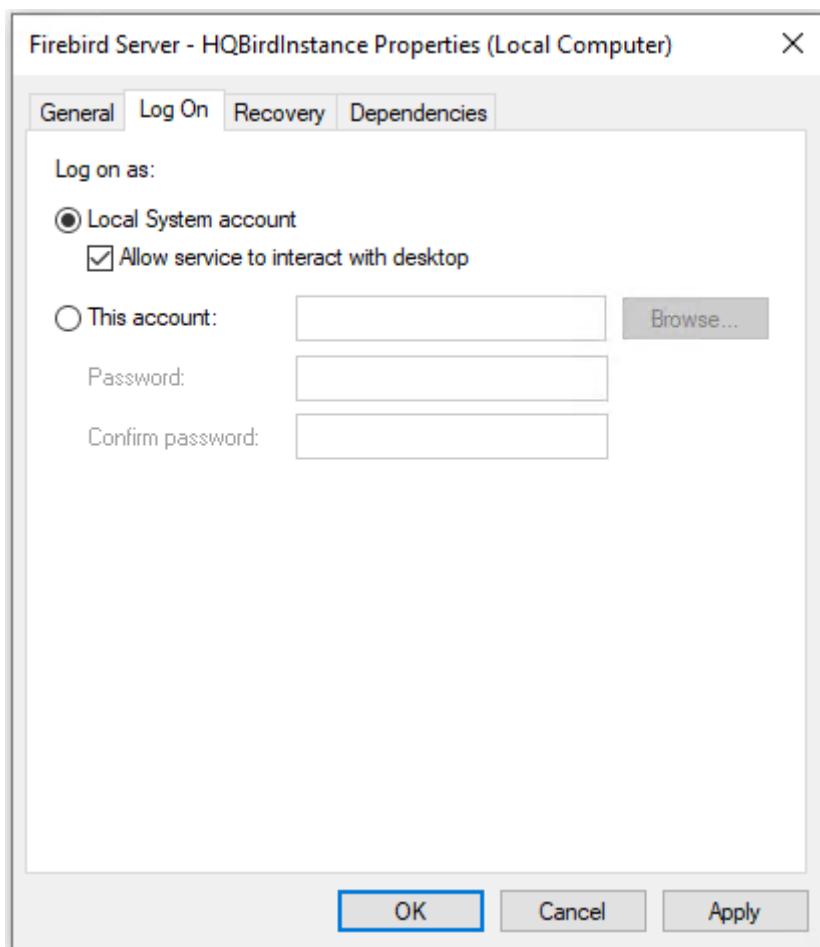 Firebird Server - HQBirdInstance Properties (Local Computer)
General Log On Recovery Dependencies
Log on as:
Local System account
Allow service to interact with desktop
This account:
Browse...
Password:
Confirm password:
OK Cancel Apply